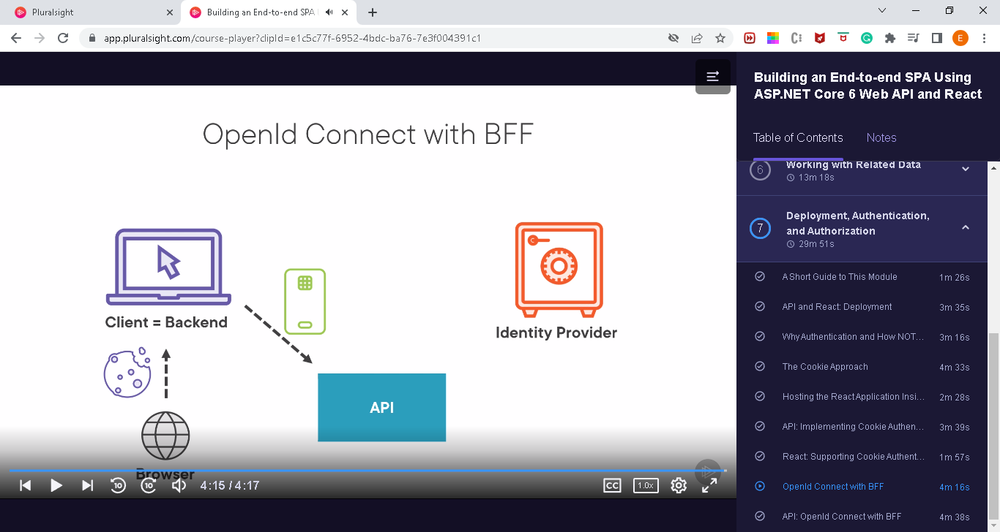 Pluralsight
Building an End-to-end SPA
app.pluralsight.com/course-player?clipId=e1c5c77f-6952-4bdc-ba76-7e3f004391c1
E
OpenId Connect with BFF
Client = Backend
Identity Provider
API
Browser
10
10
4:15 / 4:17
CC
1.0x
Building an End-to-end SPA Using
ASP.NET Core 6 Web API and React
Table of Contents
Notes
6
Working with Related Data
13m 18s
7
Deployment, Authentication,
and Authorization
29m 51s
A Short Guide to This Module 1m 26s
API and React: Deployment 3m 35s
Why Authentication and How NOT... 3m 16s
The Cookie Approach 4m 33s
Hosting the React Application Insi... 2m 28s
API: Implementing Cookie Authen... 3m 39s
React: Supporting Cookie Authent... 1m 57s
OpenId Connect with BFF 4m 16s
API: OpenId Connect with BFF 4m 38s